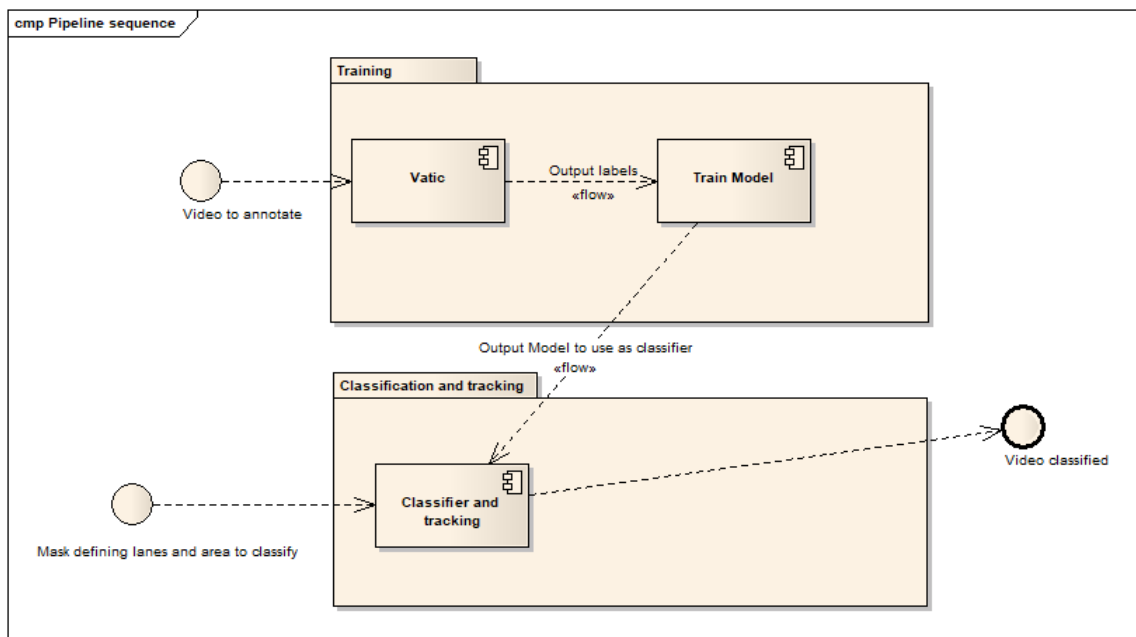 cmp Pipeline sequence
Training
Vatic
Output labels
«flow»
Train Model
Video to annotate
Output Model to use as classifier
«flow»
Classification and tracking
Video classified
Classifier and
tracking
Mask defining lanes and area to classify